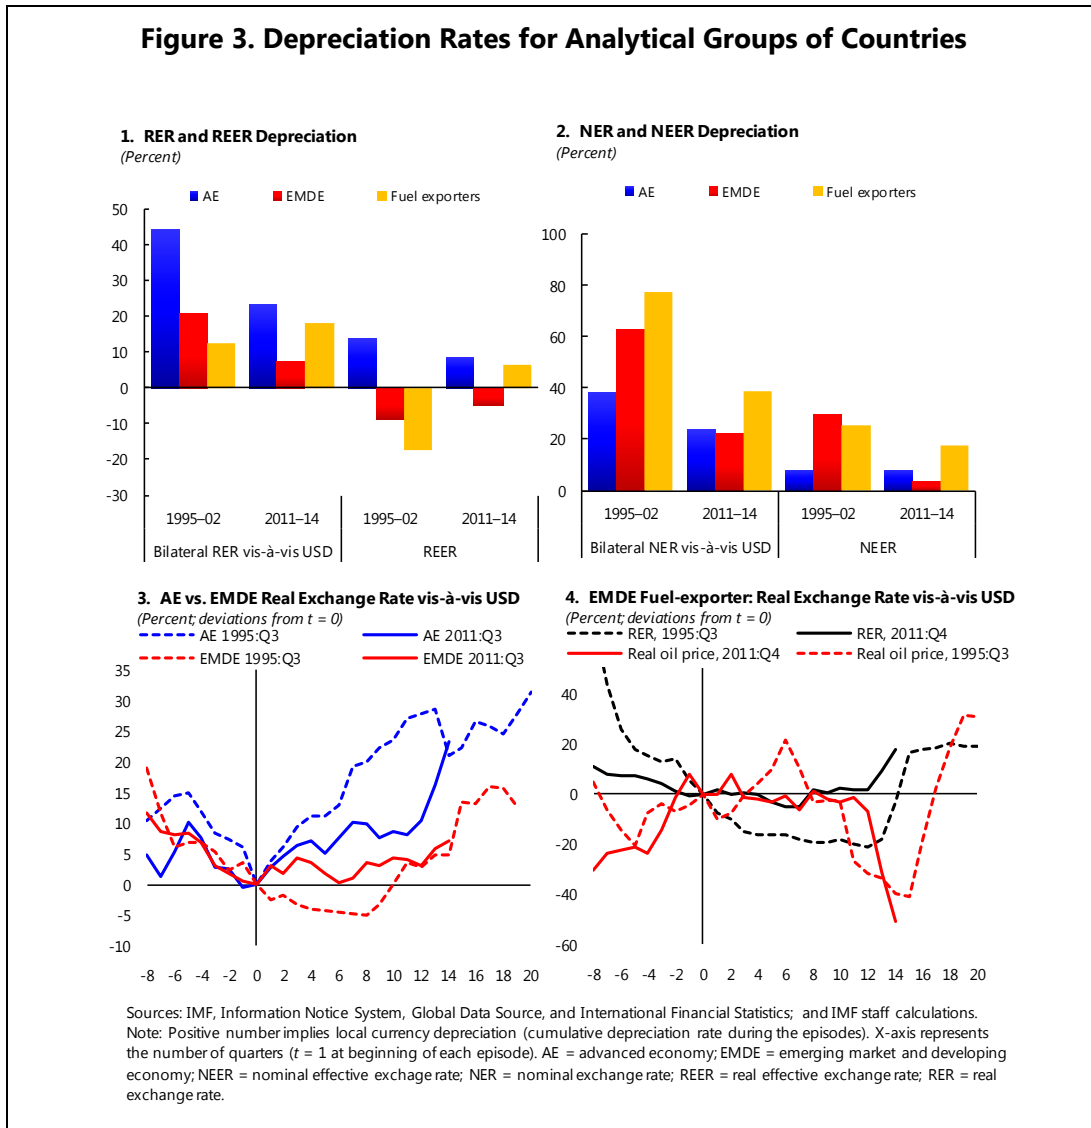 Figure 3. Depreciation Rates for Analytical Groups of Countries
1. RER and REER Depreciation
(Percent)
AE EMDE Fuel exporters
50
40
30
20
10
0
-10
-20
-30
1995–02 2011–14 1995–02 2011–14
Bilateral RER vis-à-vis USD REER
2. NER and NEER Depreciation
(Percent)
AE EMDE Fuel exporters
100
80
60
40
20
0
1995–02 2011–14 1995–02 2011–14
Bilateral NER vis-à-vis USD NEER
3. AE vs. EMDE Real Exchange Rate vis-à-vis USD
(Percent; deviations from t = 0)
AE 1995:Q3 AE 2011:Q3
EMDE 1995:Q3 EMDE 2011:Q3
35
30
25
20
15
10
5
0
-5
-10
-8 -6 -4 -2 0 2 4 6 8 10 12 14 16 18 20
4. EMDE Fuel-exporter: Real Exchange Rate vis-à-vis USD
(Percent; deviations from t = 0)
RER, 1995:Q3 RER, 2011:Q4
Real oil price, 2011:Q4 Real oil price, 1995:Q3
40
20
0
-20
-40
-60
-8 -6 -4 -2 0 2 4 6 8 10 12 14 16 18 20
Sources: IMF, Information Notice System, Global Data Source, and International Financial Statistics; and IMF staff calculations.
Note: Positive number implies local currency depreciation (cumulative depreciation rate during the episodes). X-axis represents
the number of quarters (t = 1 at beginning of each episode). AE = advanced economy; EMDE = emerging market and developing
economy; NEER = nominal effective exchage rate; NER = nominal exchange rate; REER = real effective exchange rate; RER = real
exchange rate.